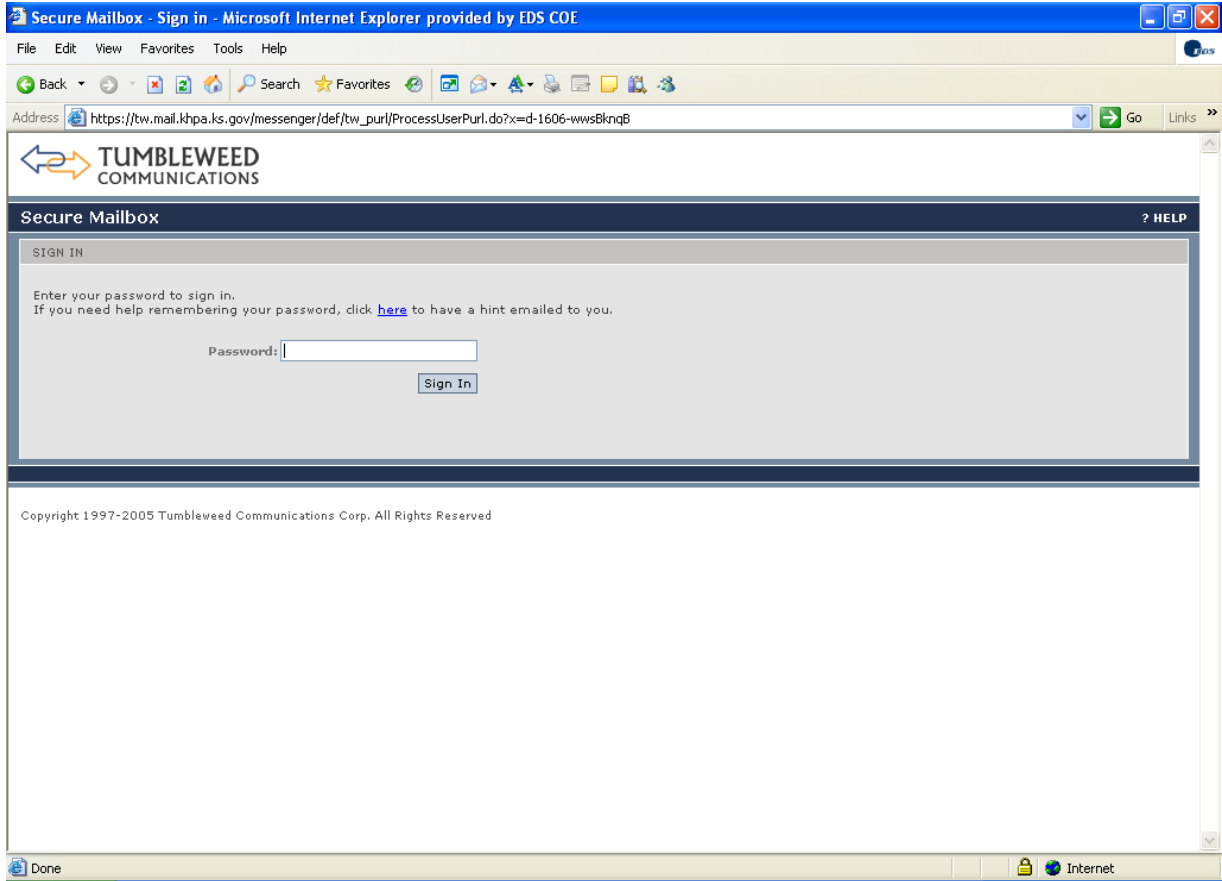 Secure Mailbox - Sign in - Microsoft Internet Explorer provided by EDS COE
File Edit View Favorites Tools Help
Back Search Favorites
Address https://tw.mail.khpa.ks.gov/messenger/def/tw_purl/ProcessUserPurl.do?x=d-1606-wwsBknqB Go Links »
TUMBLEWEED
COMMUNICATIONS
Secure Mailbox ? HELP
SIGN IN
Enter your password to sign in.
If you need help remembering your password, click here to have a hint emailed to you.
Password:
Sign In
Copyright 1997-2005 Tumbleweed Communications Corp. All Rights Reserved
Done Internet